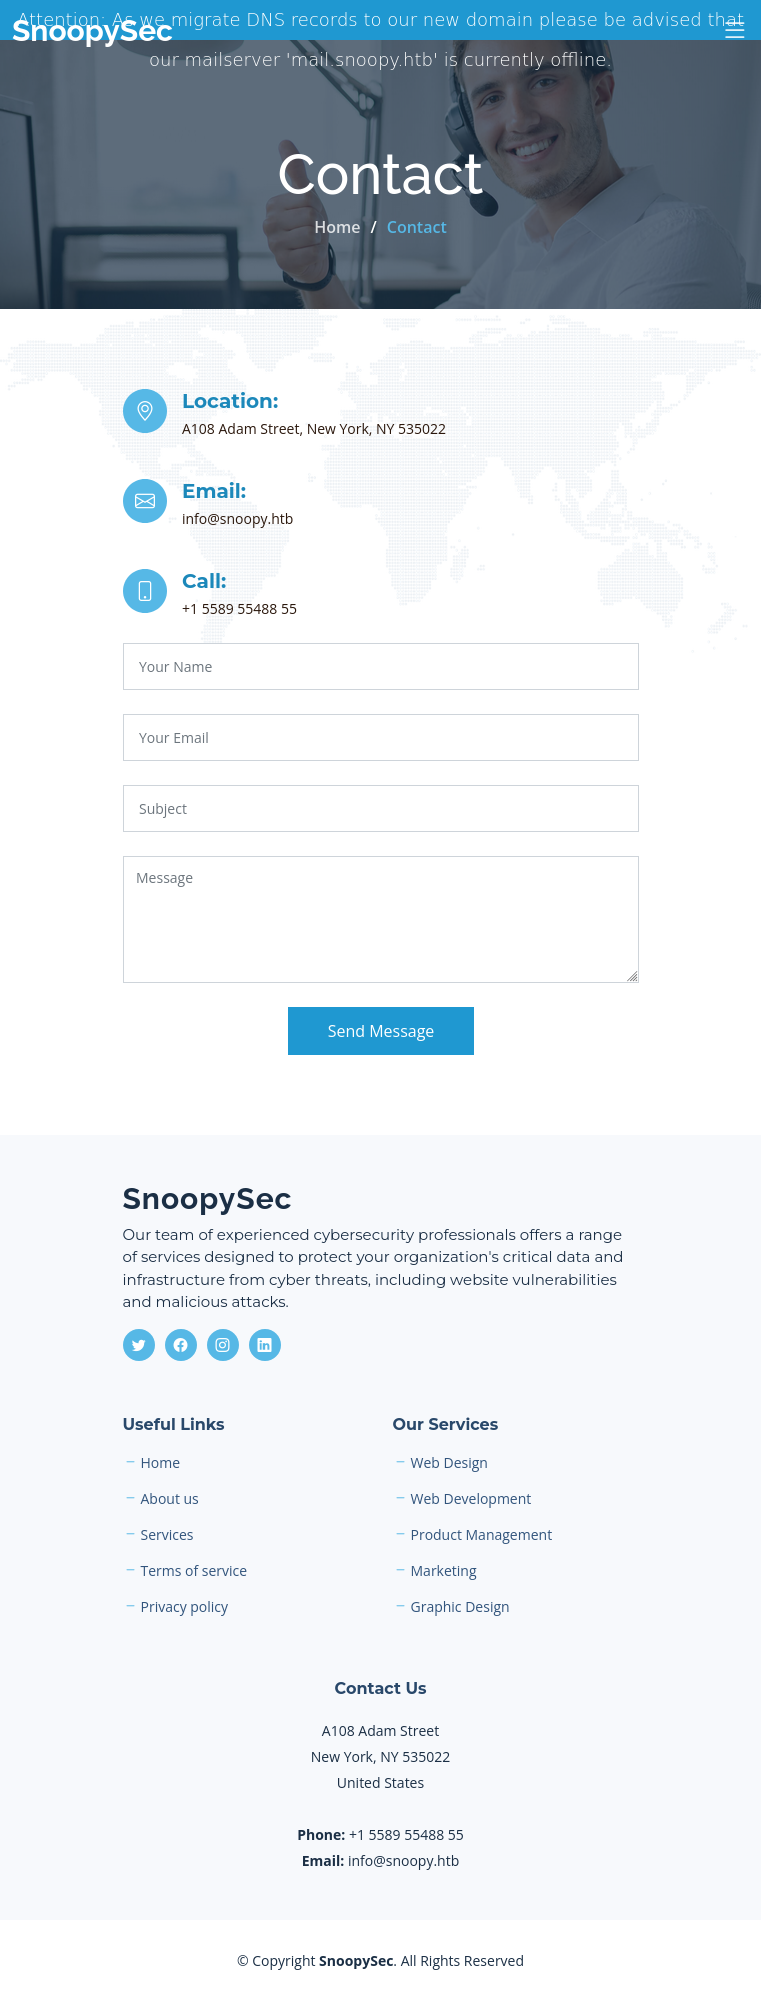 Attention: As we migrate DNS records to our new domain please be advised that
SnoopySec
our mailserver 'mail.snoopy.htb' is currently offline.
Contact
Home / Contact
Location:
A108 Adam Street, New York, NY 535022
Email:
info@snoopy.htb
Call:
+1 5589 55488 55
Your Name
Your Email
Subject
Message
Send Message
SnoopySec
Our team of experienced cybersecurity professionals offers a range
of services designed to protect your organization's critical data and
infrastructure from cyber threats, including website vulnerabilities
and malicious attacks.
Useful Links
Home
About us
Services
Terms of service
Privacy policy
Our Services
Web Design
Web Development
Product Management
Marketing
Graphic Design
Contact Us
A108 Adam Street
New York, NY 535022
United States
Phone: +1 5589 55488 55
Email: info@snoopy.htb
© Copyright SnoopySec. All Rights Reserved